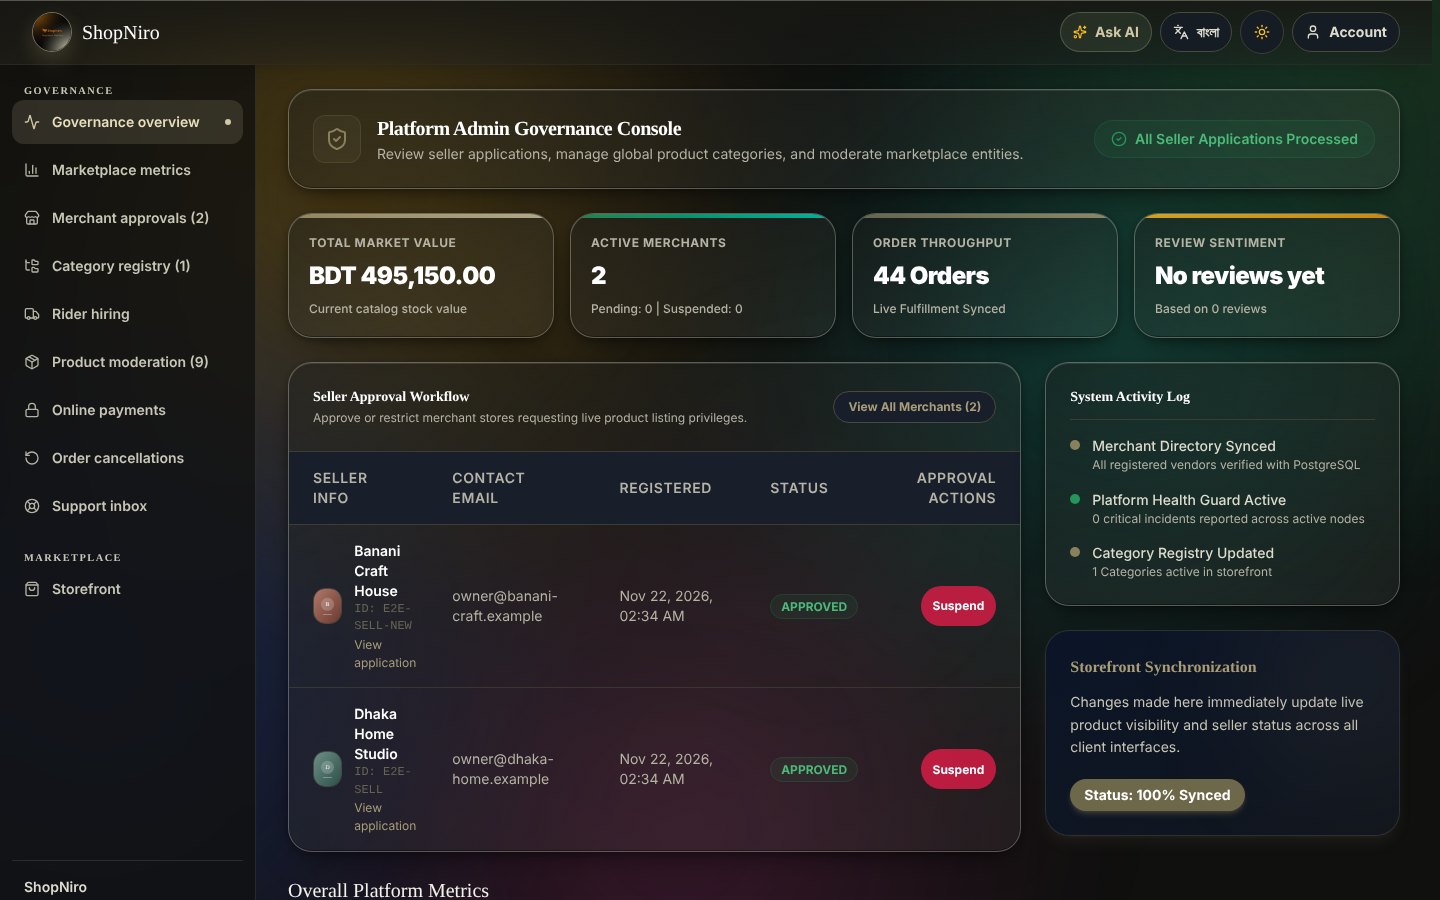 ShopNiro
Ask AI
বাংলা
Account
GOVERNANCE
Governance overview
Marketplace metrics
Merchant approvals (2)
Category registry (1)
Rider hiring
Product moderation (9)
Online payments
Order cancellations
Support inbox
MARKETPLACE
Storefront
ShopNiro
Platform Admin Governance Console
Review seller applications, manage global product categories, and moderate marketplace entities.
All Seller Applications Processed
TOTAL MARKET VALUE
BDT 495,150.00
Current catalog stock value
ACTIVE MERCHANTS
2
Pending: 0 | Suspended: 0
ORDER THROUGHPUT
44 Orders
Live Fulfillment Synced
REVIEW SENTIMENT
No reviews yet
Based on 0 reviews
Seller Approval Workflow
Approve or restrict merchant stores requesting live product listing privileges.
View All Merchants (2)
SELLER
INFO
CONTACT
EMAIL
REGISTERED
STATUS
APPROVAL
ACTIONS
Banani
Craft
House
ID: E2E-
SELL-NEW
View
application
owner@banani-
craft.example
Nov 22, 2026,
02:34 AM
APPROVED
Suspend
Dhaka
Home
Studio
ID: E2E-
SELL
View
application
owner@dhaka-
home.example
Nov 22, 2026,
02:34 AM
APPROVED
Suspend
System Activity Log
Merchant Directory Synced
All registered vendors verified with PostgreSQL
Platform Health Guard Active
0 critical incidents reported across active nodes
Category Registry Updated
1 Categories active in storefront
Storefront Synchronization
Changes made here immediately update live
product visibility and seller status across all
client interfaces.
Status: 100% Synced
Overall Platform Metrics